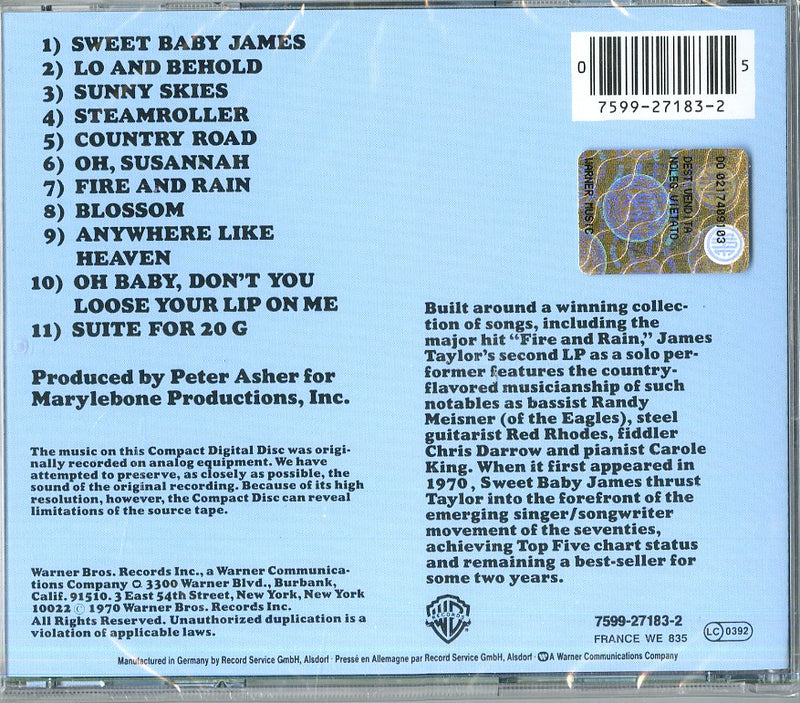 1) SWEET BABY JAMES
2) LO AND BEHOLD
3) SUNNY SKIES
4) STEAMROLLER
5) COUNTRY ROAD
6) OH, SUSANNAH
7) FIRE AND RAIN
8) BLOSSOM
9) ANYWHERE LIKE
HEAVEN
10) OH BABY, DON'T YOU
LOOSE YOUR LIP ON ME
11) SUITE FOR 20 G
Produced by Peter Asher for
Marylebone Productions, Inc.
The music on this Compact Digital Disc was origi-
nally recorded on analog equipment. We have
attempted to preserve, as closely as possible, the
sound of the original recording. Because of its high
resolution, however, the Compact Disc can reveal
limitations of the source tape.
Warner Bros. Records Inc., a Warner Communica-
tions Company 3300 Warner Blvd., Burbank,
Calif. 91510. 3 East 54th Street, New York, New York
10022 © 1970 Warner Bros. Records Inc.
All Rights Reserved. Unauthorized duplication is a
violation of applicable laws.
0 5
7599-27183-2
DO 0217489103
DEST.VENDITA
NOLEG.VIETATO
WARNER MUSIC
Built around a winning collec-
tion of songs, including the
major hit "Fire and Rain," James
Taylor's second LP as a solo per-
former features the country-
flavored musicianship of such
notables as bassist Randy
Meisner (of the Eagles), steel
guitarist Red Rhodes, fiddler
Chris Darrow and pianist Carole
King. When it first appeared in
1970, Sweet Baby James thrust
Taylor into the forefront of the
emerging singer/songwriter
movement of the seventies,
achieving Top Five chart status
and remaining a best-seller for
some two years.
RECORDS
7599-27183-2
FRANCE WE 835
LC 0392
Manufactured in Germany by Record Service GmbH, Alsdorf · Pressé en Allemagne par Record Service GmbH, Alsdorf · A Warner Communications Company